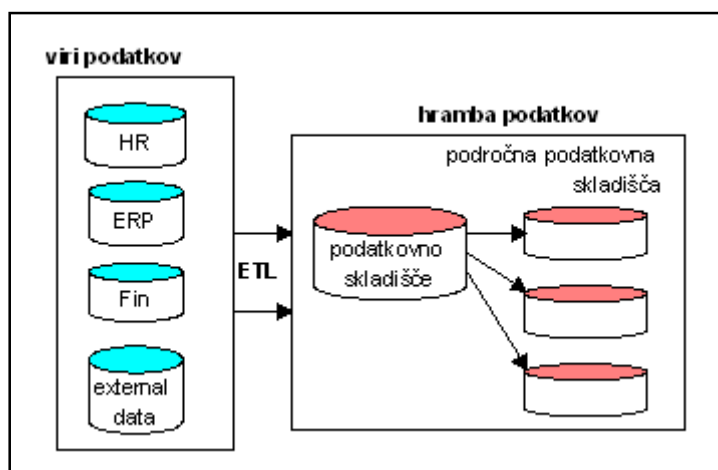 viri podatkov
HR
ERP
Fin
external
data
ETL
hramba podatkov
področna podatkovna
skladišča
podatkovno
skladišče